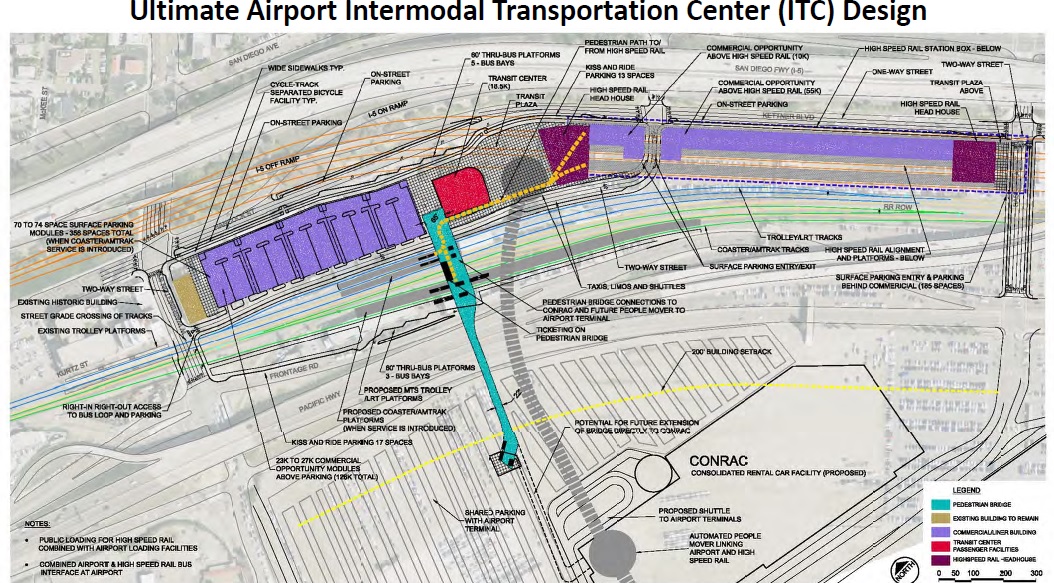 Ultimate Airport Intermodal Transportation Center (ITC) Design
SAN DIEGO AVE
McKEE ST
WIDE SIDEWALKS TYP.
CYCLE-TRACK
SEPARATED BICYCLE
FACILITY TYP.
ON-STREET PARKING
ON-STREET
PARKING
I-5 ON RAMP
I-5 OFF RAMP
60' THRU-BUS PLATFORMS
5 - BUS BAYS
TRANSIT CENTER
(18.5K)
TRANSIT
PLAZA
PEDESTRIAN PATH TO/
FROM HIGH SPEED RAIL
KISS AND RIDE
PARKING 13 SPACES
HIGH SPEED RAIL
HEAD HOUSE
COMMERCIAL OPPORTUNITY
ABOVE HIGH SPEED RAIL (10K)
SAN DIEGO FWY (I-5)
COMMERCIAL OPPORTUNITY
ABOVE HIGH SPEED RAIL (55K)
ON-STREET PARKING
KETTNER BLVD
HIGH SPEED RAIL STATION BOX - BELOW
ONE-WAY STREET
TWO-WAY STREET
TRANSIT PLAZA
ABOVE
HIGH SPEED RAIL
HEAD HOUSE
70 TO 74 SPACE SURFACE PARKING
MODULES - 356 SPACES TOTAL
(WHEN COASTER/AMTRAK
SERVICE IS INTRODUCED)
TWO-WAY STREET
EXISTING HISTORIC BUILDING
STREET GRADE CROSSING OF TRACKS
EXISTING TROLLEY PLATFORMS
KURTZ ST
RIGHT-IN RIGHT-OUT ACCESS
TO BUS LOOP AND PARKING
FRONTAGE RD
PACIFIC HWY
RR ROW
TROLLEY/LRT TRACKS
COASTER/AMTRAK TRACKS
HIGH SPEED RAIL ALIGNMENT
AND PLATFORMS - BELOW
TWO-WAY STREET
SURFACE PARKING ENTRY/EXIT
TAXIS, LIMOS AND SHUTTLES
SURFACE PARKING ENTRY & PARKING
BEHIND COMMERICIAL (185 SPACES)
PEDESTRIAN BRIDGE CONNECTIONS TO
CONRAC AND FUTURE PEOPLE MOVER TO
AIRPORT TERMINAL
TICKETING ON
PEDESTRIAN BRIDGE
200' BUILDING SETBACK
60' THRU-BUS PLATFORMS
3 - BUS BAYS
PROPOSED MTS TROLLEY
/LRT PLATFORMS
PROPOSED COASTER/AMTRAK
PLATFORMS
(WHEN SERVICE IS INTRODUCED)
KISS AND RIDE PARKING 17 SPACES
23K TO 27K COMMERCIAL
OPPORTUNITY MODULES
ABOVE PARKING (126K TOTAL)
POTENTIAL FOR FUTURE EXTENSION
OF BRIDGE DIRECTLY TO CONRAC
CONRAC
CONSOLIDATED RENTAL CAR FACILITY (PROPOSED)
SHARED PARKING
WITH AIRPORT
TERMINAL
PROPOSED SHUTTLE
TO AIRPORT TERMINALS
AUTOMATED PEOPLE
MOVER LINKING
AIRPORT AND HIGH
SPEED RAIL
NOTES:
• PUBLIC LOADING FOR HIGH SPEED RAIL
COMBINED WITH AIRPORT LOADING FACILITIES
• COMBINED AIRPORT & HIGH SPEED RAIL BUS
INTERFACE AT AIRPORT
LEGEND
PEDESTRIAN BRIDGE
EXISTING BUILDING TO REMAIN
COMMERCIAL/LINER BUILDING
TRANSIT CENTER
PASSENGER FACILITIES
HIGHSPEED RAIL HEADHOUSE
NORTH
0 50 100 200 300